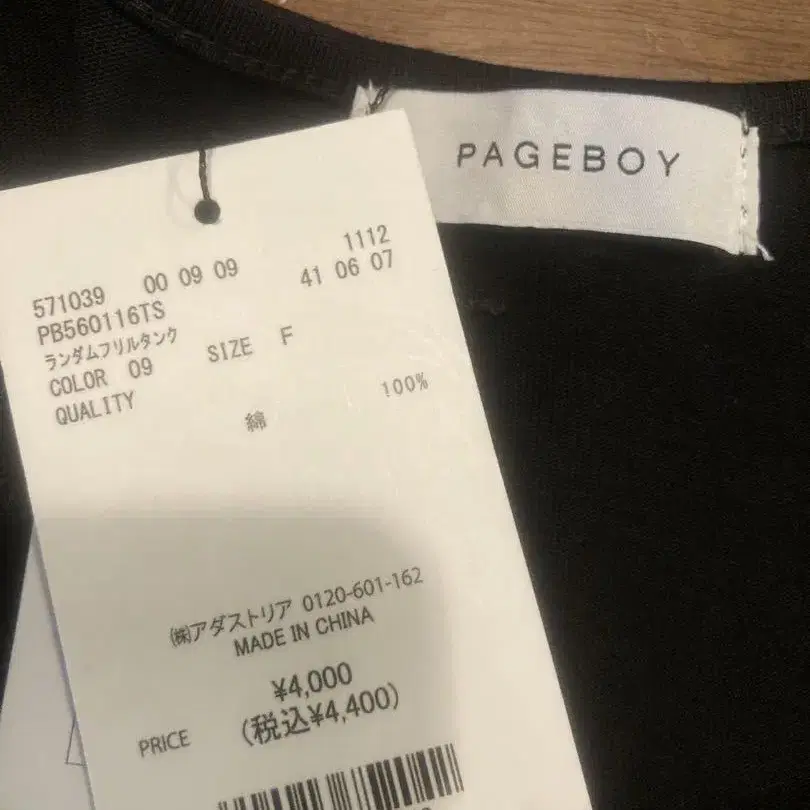 PAGEBOY
571039 00 09 09 1112
PB560116TS 41 06 07
ランダムフリルタンク
COLOR 09 SIZE F
QUALITY
綿 100%
㈱アダストリア 0120-601-162
MADE IN CHINA
¥4,000
PRICE (税込¥4,400)